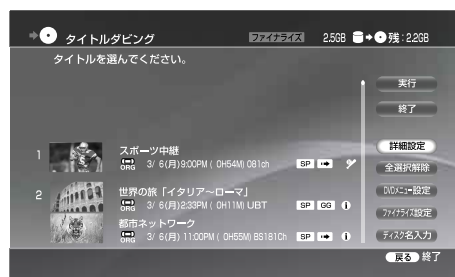 タイトルダビング
ファイナライズ 2.5GB 残:2.2GB
タイトルを選んでください。
実行
終了
1
スポーツ中継
ORG 3/ 6(月)9:00PM ( 0H54M) 081ch SP
詳細設定
全選択解除
2
世界の旅「イタリア～ローマ」
ORG 3/ 6(月)2:33PM ( 0H11M) UBT SP GG
DVDメニュー設定
都市ネットワーク
ORG 3/ 6(月) 11:00PM ( 0H55M) BS181Ch SP
ファイナライズ設定
ディスク名入力
戻る 終了